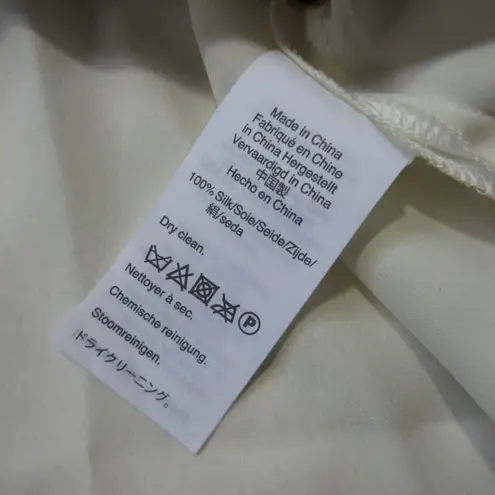 Made in China
Fabriqué en Chine
in China Hergestellt
Vervaardigd in China
中国製
Hecho en China
100% Silk/Soie/Seide/Zijde/
絹/seda
Dry clean.
P
Nettoyer à sec.
Chemische reinigung.
Stoomreinigen.
ドライクリーニング。